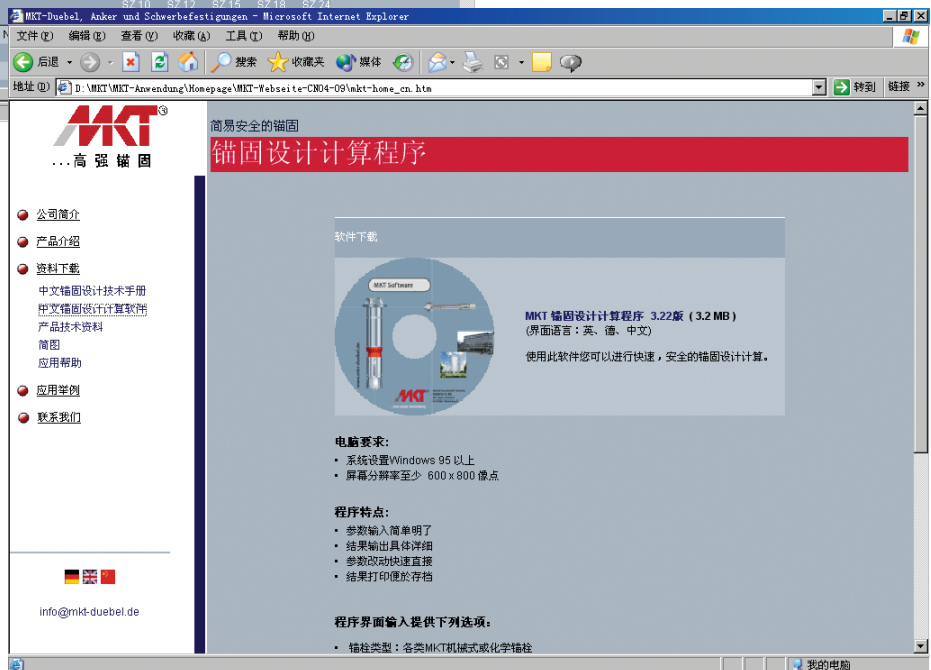 SZ10 SZ12 SZ15 SZ18 SZ24
MKT-Duebel, Anker und Schwerbefestigungen - Microsoft Internet Explorer
文件(F) 编辑(E) 查看(V) 收藏(A) 工具(T) 帮助(H)
后退 搜索 收藏夹 媒体
地址(D) D:\MKT\MKT-Anwendung\Homepage\MKT-Webseite-CN04-09\mkt-home_cn.htm 转到 链接 »
MKT®
...高强锚固
简易安全的锚固
锚固设计计算程序
公司简介
产品介绍
资料下载
中文锚固设计技术手册
中文锚固设计计算软件
产品技术资料
简图
应用帮助
应用举例
联系我们
info@mkt-duebel.de
软件下载
MKT Software
MKT
MKT 锚固设计计算程序 3.22版 ( 3.2 MB )
(界面语言：英、德、中文)
使用此软件您可以进行快速，安全的锚固设计计算。
电脑要求:
• 系统设置Windows 95 以上
• 屏幕分辨率至少 600 x 800 像点
程序特点:
• 参数输入简单明了
• 结果输出具体详细
• 参数改动快速直接
• 结果打印便於存档
程序界面输入提供下列选项:
• 锚栓类型：各类MKT机械式或化学锚栓
我的电脑